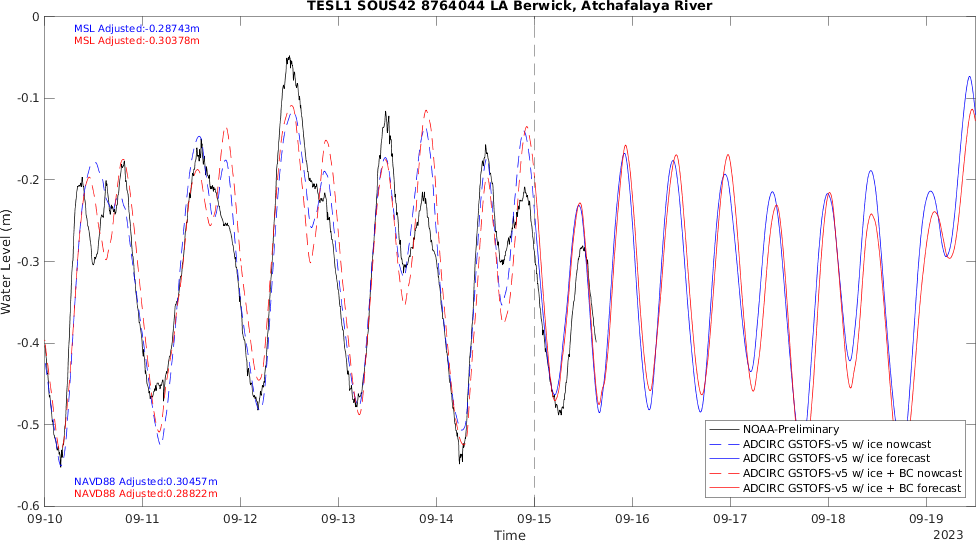 TESL1 SOUS42 8764044 LA Berwick, Atchafalaya River
MSL Adjusted:-0.28743m
MSL Adjusted:-0.30378m
0
-0.1
-0.2
-0.3
-0.4
-0.5
-0.6
Water Level (m)
NAVD88 Adjusted:0.30457m
NAVD88 Adjusted:0.28822m
NOAA-Preliminary
ADCIRC GSTOFS-v5 w/ ice nowcast
ADCIRC GSTOFS-v5 w/ ice forecast
ADCIRC GSTOFS-v5 w/ ice + BC nowcast
ADCIRC GSTOFS-v5 w/ ice + BC forecast
09-10 09-11 09-12 09-13 09-14 09-15 09-16 09-17 09-18 09-19
Time
2023